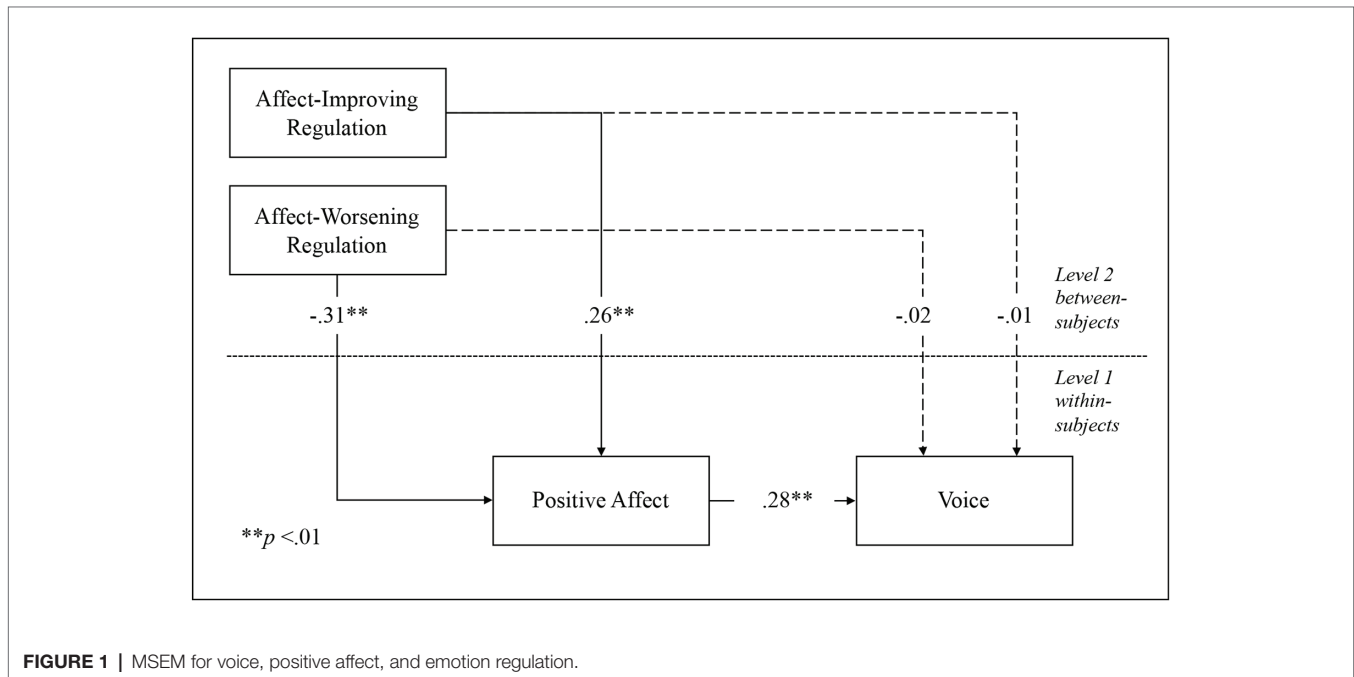 Affect-Improving
Regulation
Affect-Worsening
Regulation
-.31**
.26**
-.02
-.01
Level 2
between-
subjects
Level 1
within-
subjects
Positive Affect
.28**
Voice
**p <.01
FIGURE 1 | MSEM for voice, positive affect, and emotion regulation.